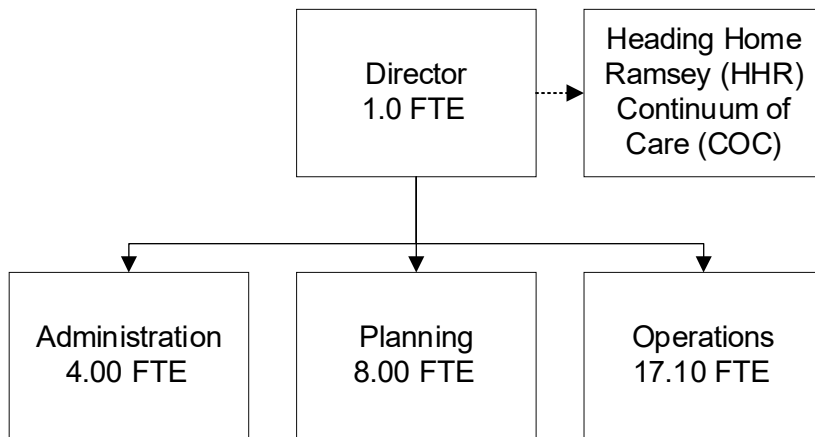 Director
1.0 FTE
Heading Home
Ramsey (HHR)
Continuum of
Care (COC)
Administration
4.00 FTE
Planning
8.00 FTE
Operations
17.10 FTE